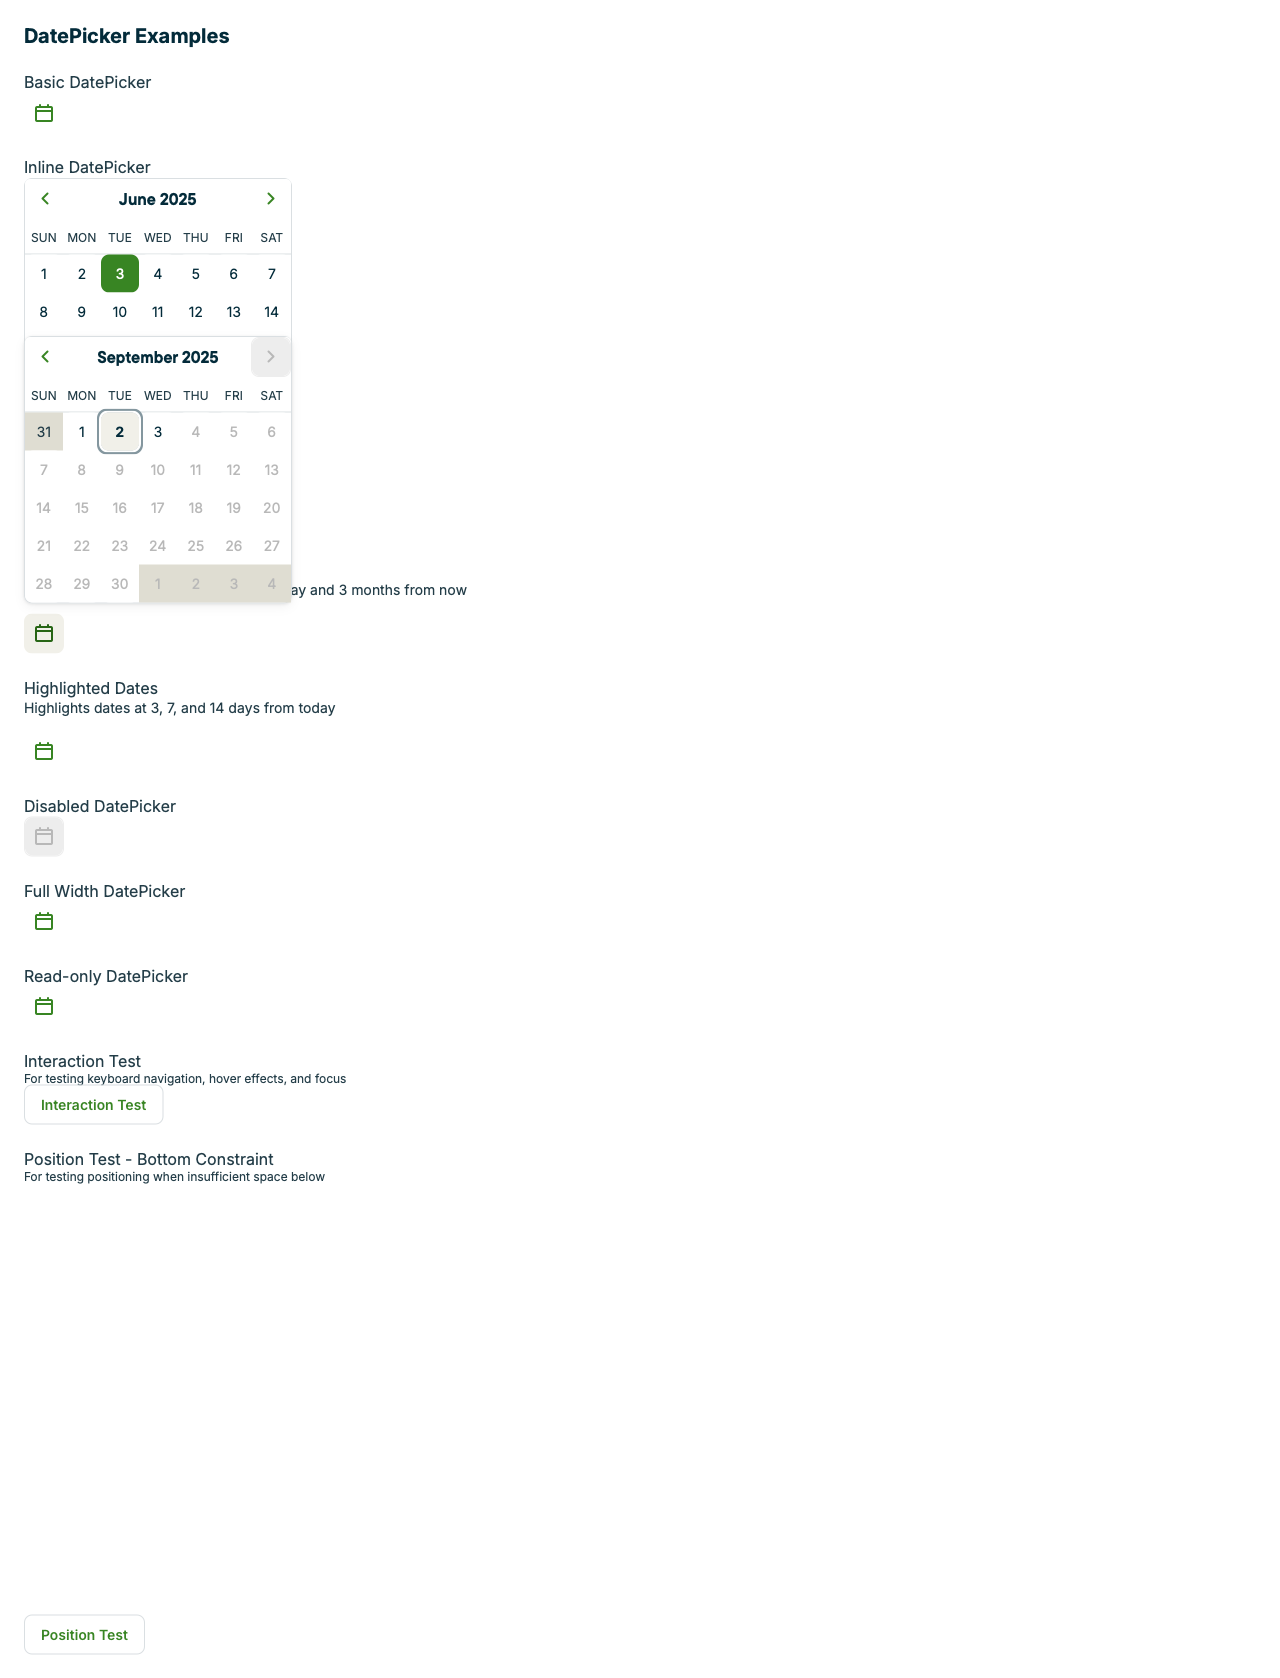 DatePicker Examples
Basic DatePicker
Inline DatePicker
June 2025
SUN MON TUE WED THU FRI SAT
1 2 3 4 5 6 7
8 9 10 11 12 13 14
September 2025
SUN MON TUE WED THU FRI SAT
31 1 2 3 4 5 6
7 8 9 10 11 12 13
14 15 16 17 18 19 20
21 22 23 24 25 26 27
28 29 30 1 2 3 4
ay and 3 months from now
Highlighted Dates
Highlights dates at 3, 7, and 14 days from today
Disabled DatePicker
Full Width DatePicker
Read-only DatePicker
Interaction Test
For testing keyboard navigation, hover effects, and focus
Interaction Test
Position Test - Bottom Constraint
For testing positioning when insufficient space below
Position Test